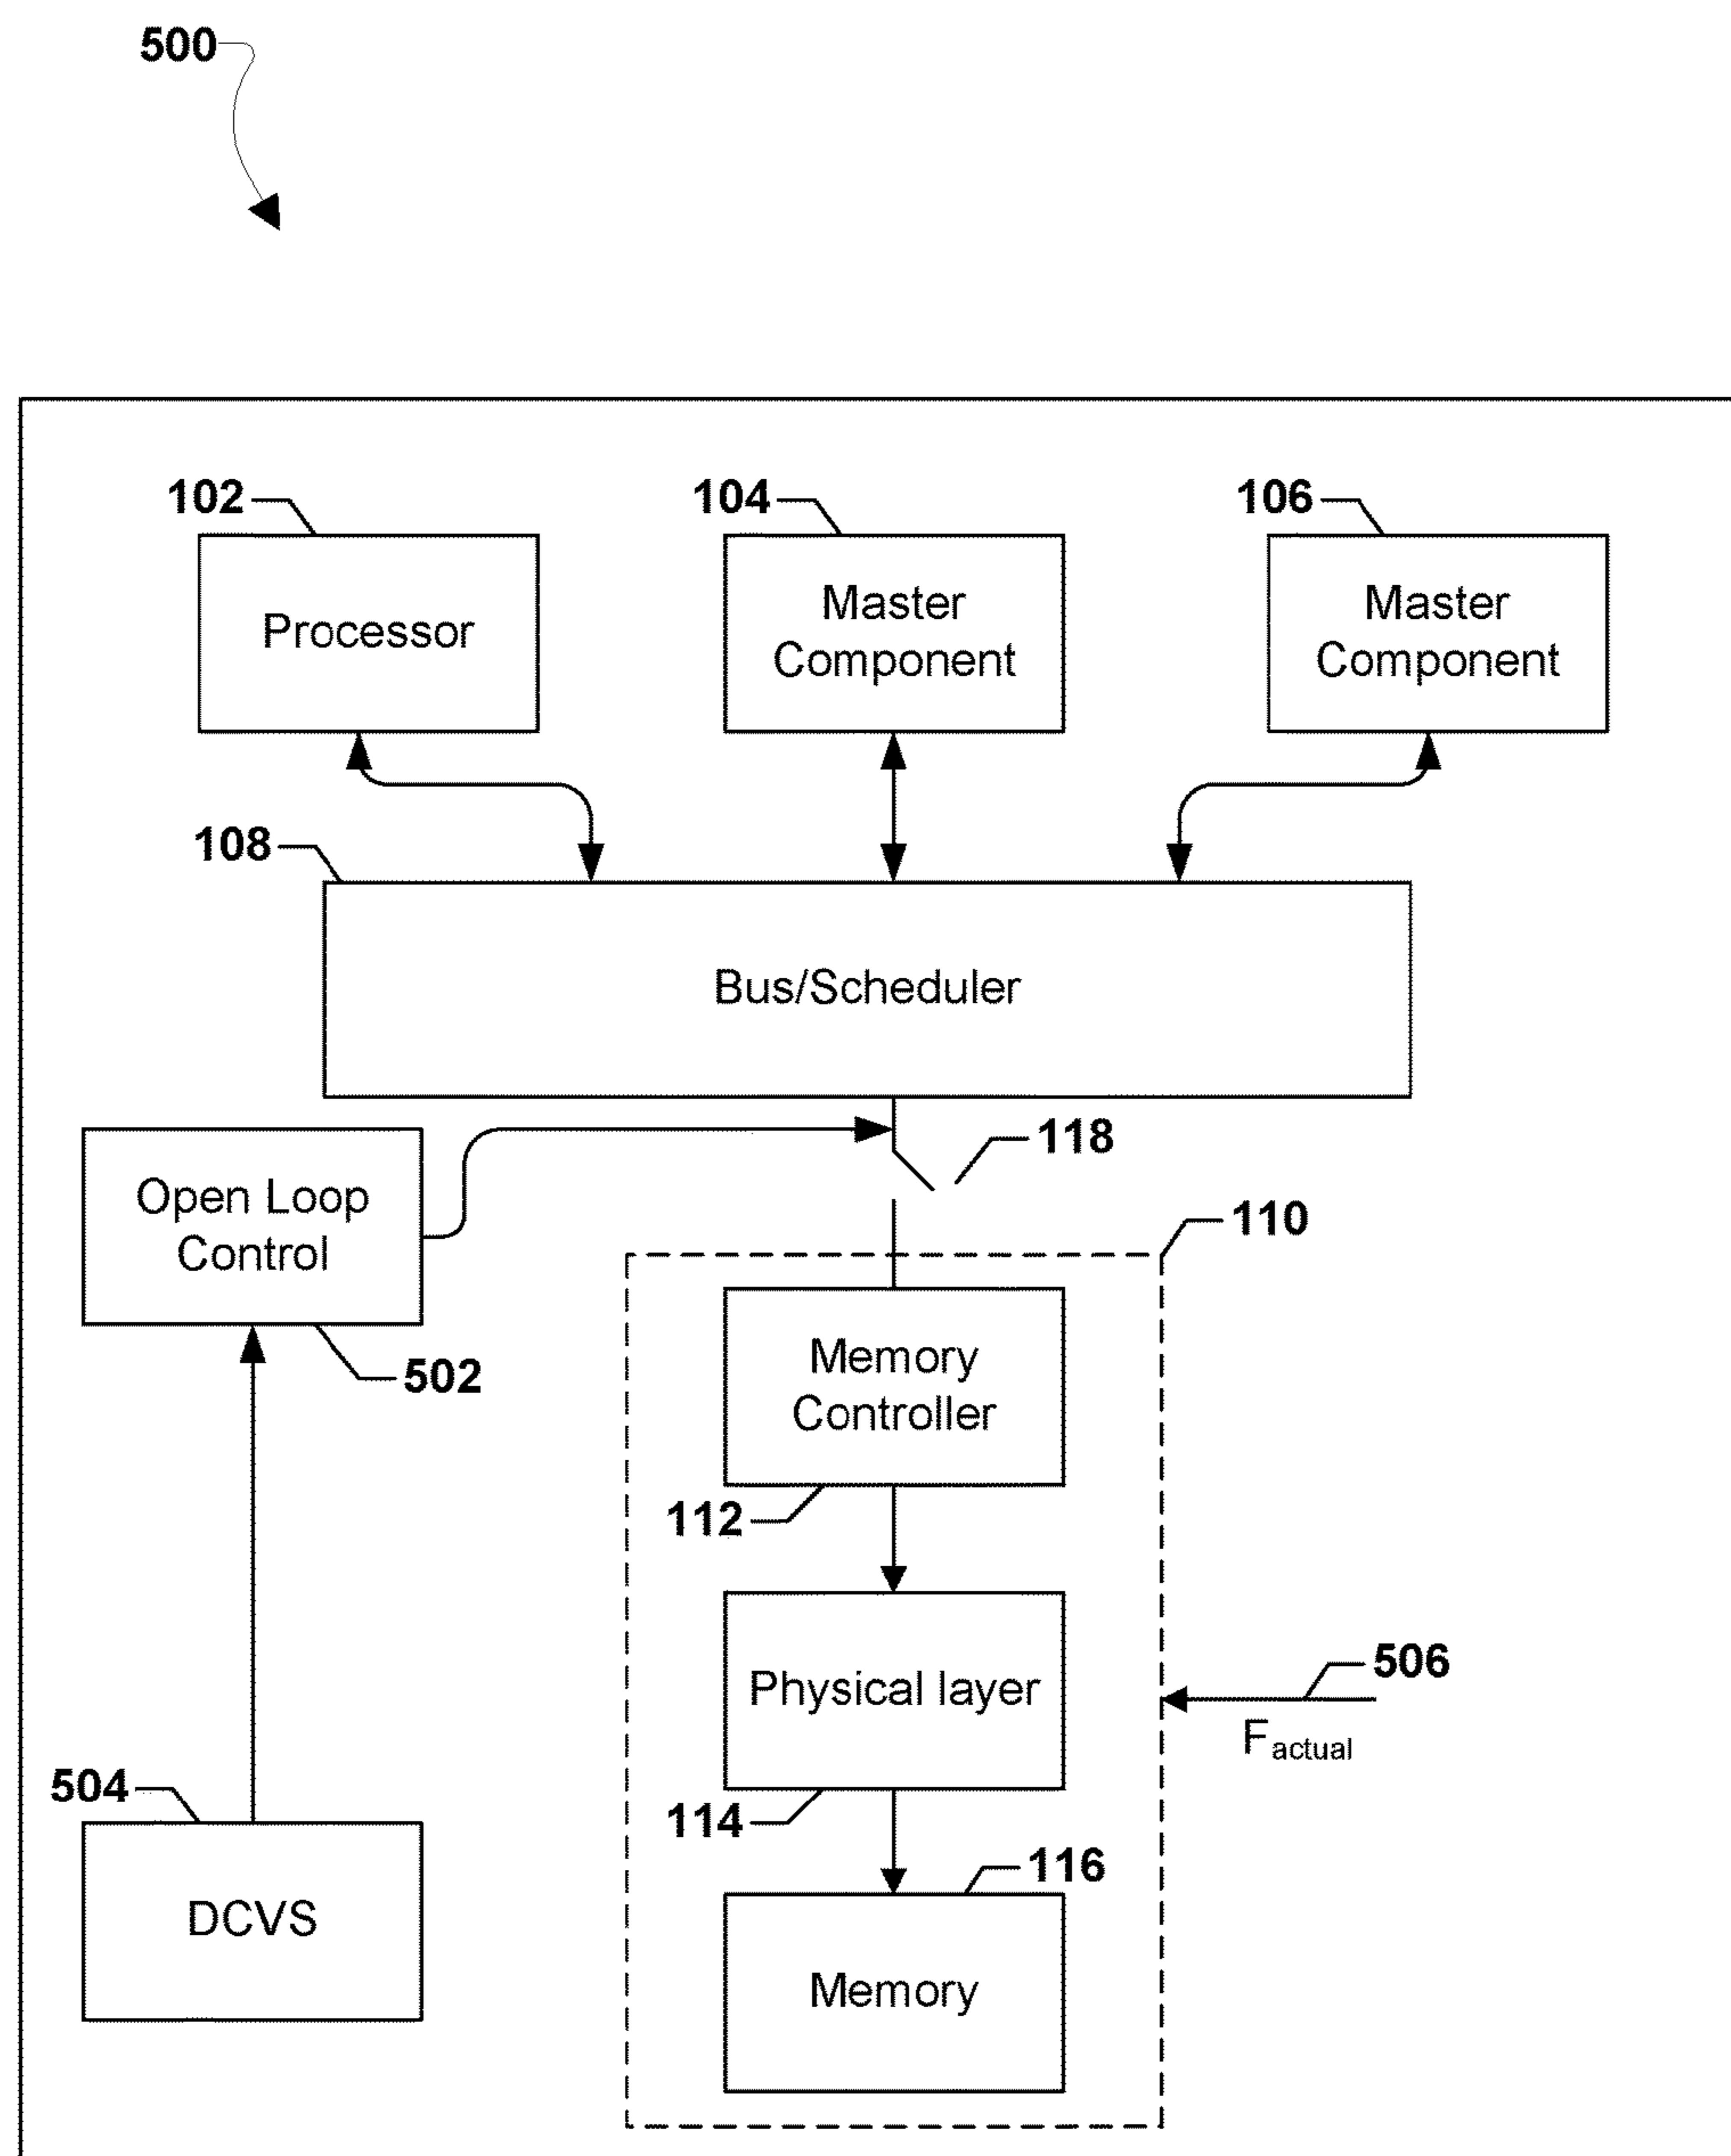 500
102
104
106
Processor
Master
Component
Master
Component
108
Bus/Scheduler
118
Open Loop
Control
110
502
Memory
Controller
112
Physical layer
506
Factual
504
114
116
DCVS
Memory